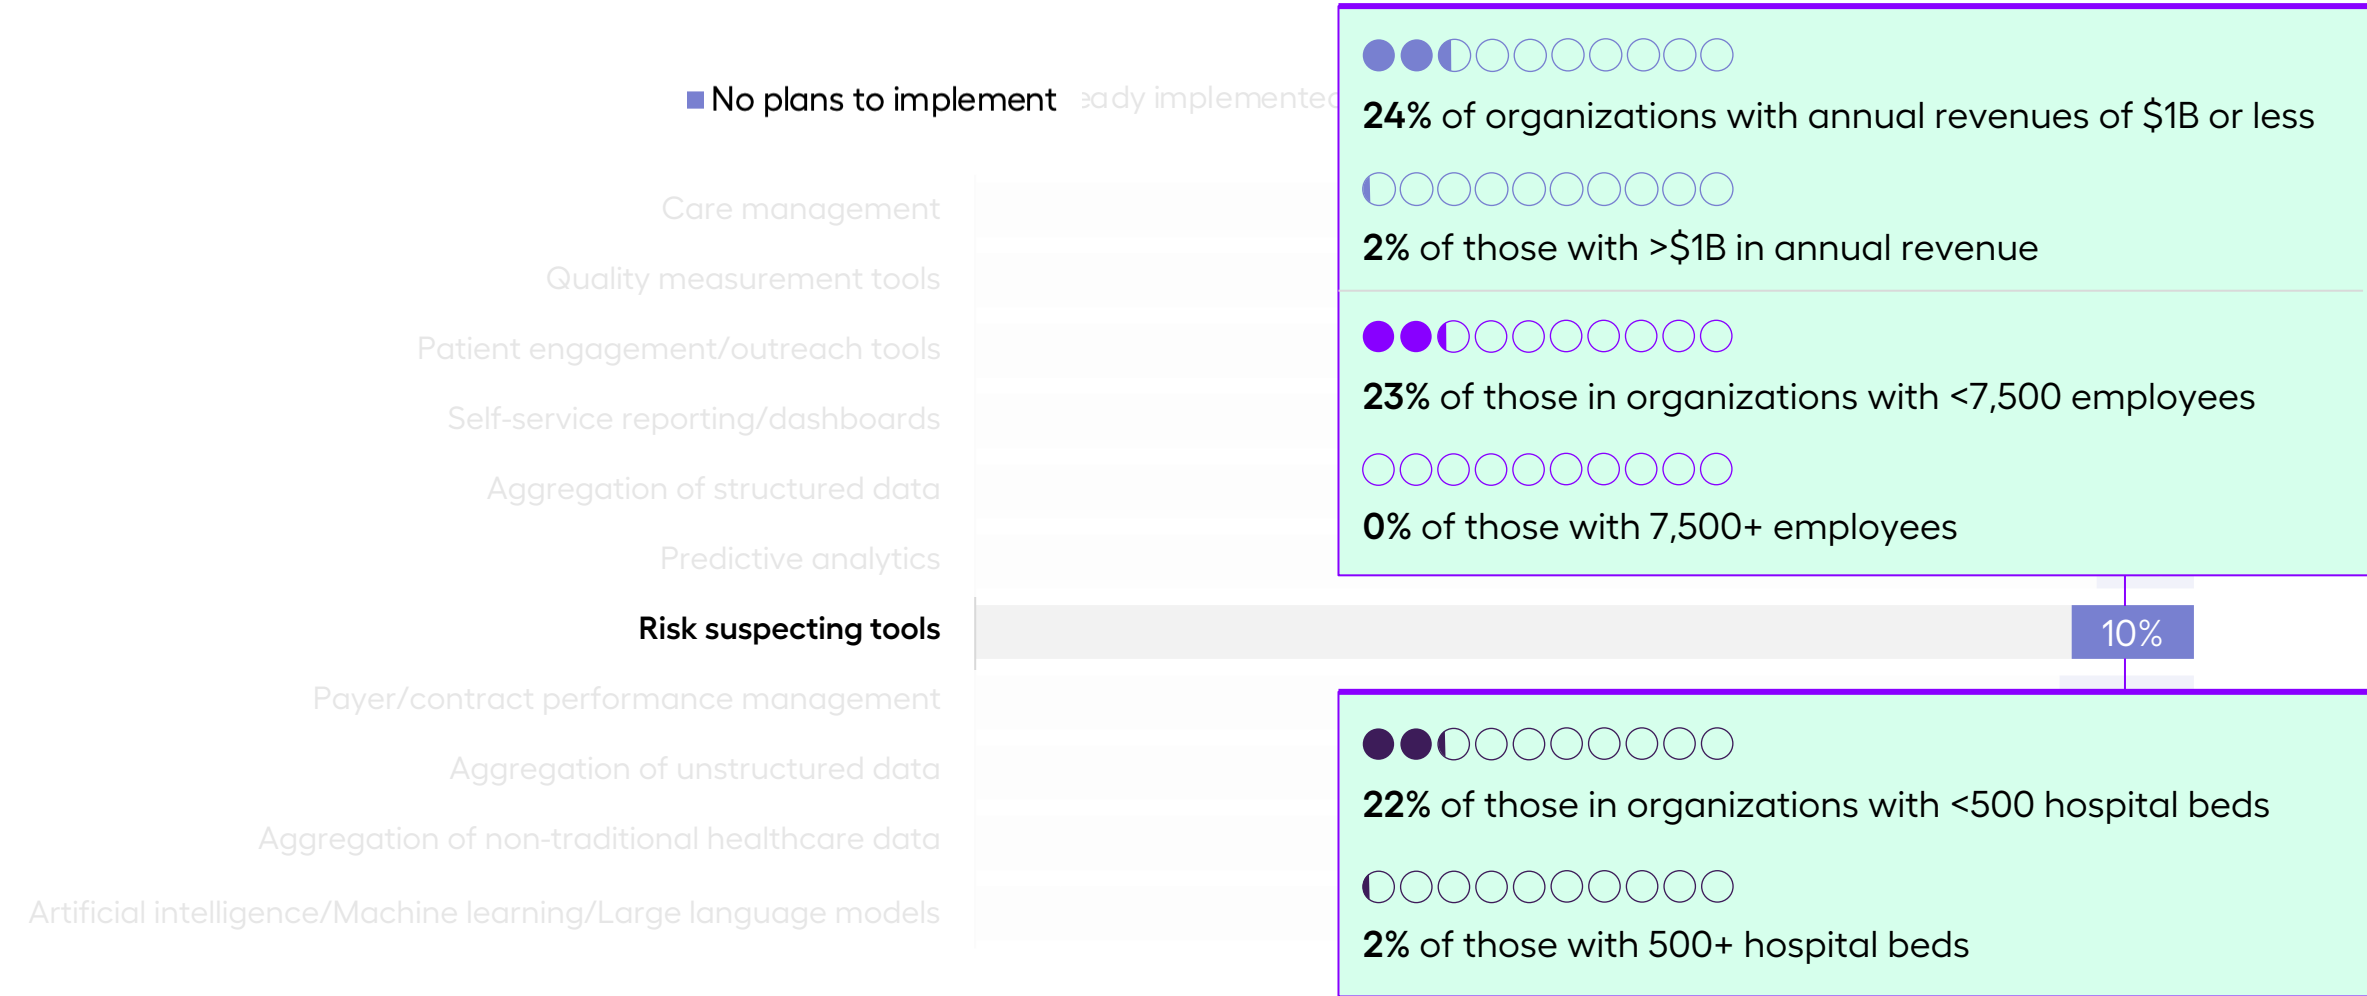 No plans to implement
24% of organizations with annual revenues of $1B or less
2% of those with >$1B in annual revenue
23% of those in organizations with <7,500 employees
0% of those with 7,500+ employees
Care management
Quality measurement tools
Patient engagement/outreach tools
Self-service reporting/dashboards
Aggregation of structured data
Predictive analytics
Risk suspecting tools
10%
Payer/contract performance management
Aggregation of unstructured data
Aggregation of non-traditional healthcare data
Artificial intelligence/Machine learning/Large language models
22% of those in organizations with <500 hospital beds
2% of those with 500+ hospital beds